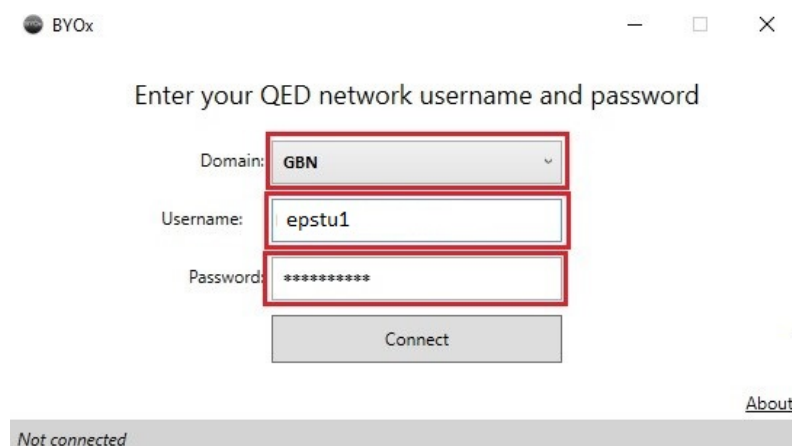 BYOx
Enter your QED network username and password
Domain: GBN
Username: epstu1
Password: **********
Connect
About
Not connected